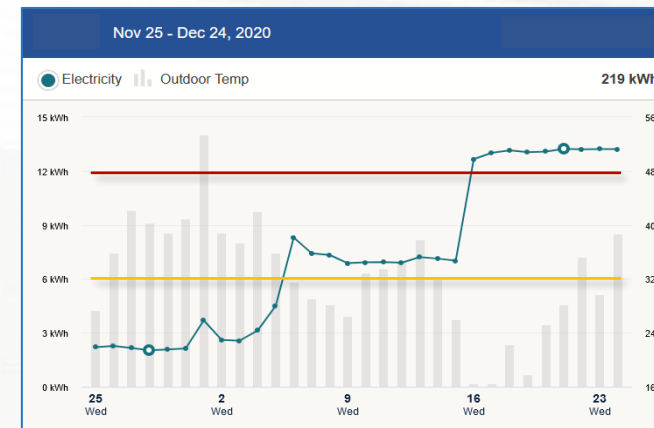 Nov 25 - Dec 24, 2020
Electricity Outdoor Temp 219 kWh
15 kWh 56
12 kWh 48
9 kWh 40
6 kWh 32
3 kWh 24
0 kWh 16
25 2 9 16 23
Wed Wed Wed Wed Wed